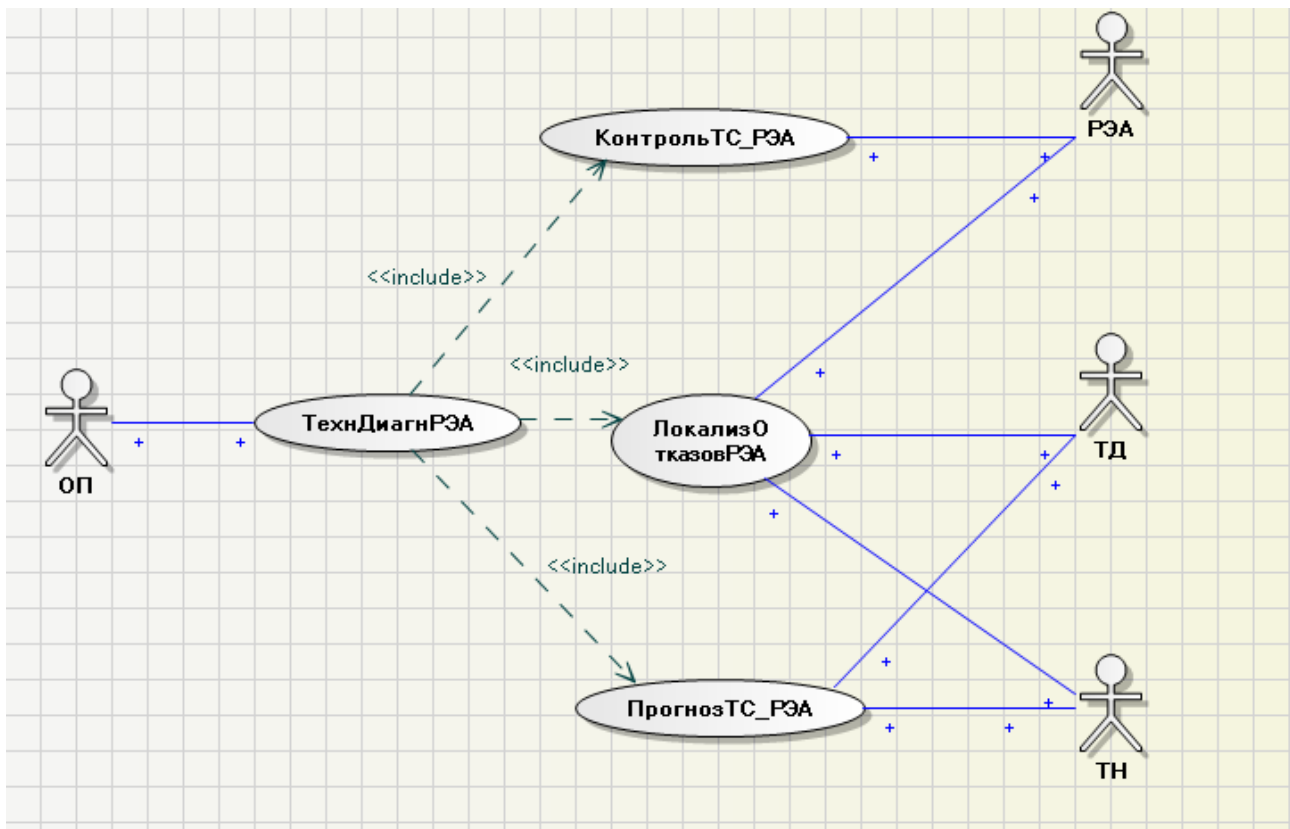 РЭА
КонтрольТС_РЭА
<<include>>
<<include>>
ТехнДиагнРЭА
ЛокализО
тказовРЭА
ТД
ОП
<<include>>
ПрогнозТС_РЭА
ТН